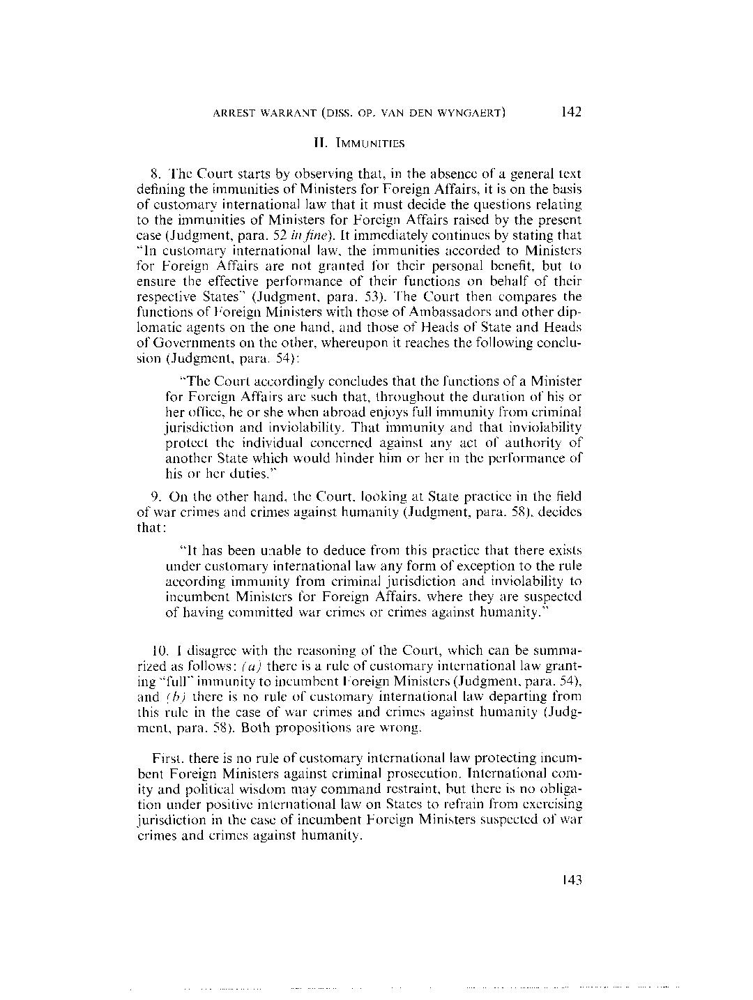 ARREST WARRANT (DISS. OP. VAN DEN WYNGAERT) 142
II. IMMUNITIES
8. The Court starts by observing that, in the absence of a general text
defining the immunities of Ministers for Foreign Affairs, it is on the basis
of customary international law that it must decide the questions relating
to the immunities of Ministers for Foreign Affairs raised by the present
case (Judgment, para. 52 in fine). It immediately continues by stating that
"In customary international law, the immunities accorded to Ministers
for Foreign Affairs are not granted for their personal benefit, but to
ensure the effective performance of their functions on behalf of their
respective States" (Judgment, para. 53). The Court then compares the
functions of Foreign Ministers with those of Ambassadors and other dip-
lomatic agents on the one hand, and those of Heads of State and Heads
of Governments on the other, whereupon it reaches the following conclu-
sion (Judgment, para. 54):
"The Court accordingly concludes that the functions of a Minister
for Foreign Affairs are such that, throughout the duration of his or
her office, he or she when abroad enjoys full immunity from criminal
jurisdiction and inviolability. That immunity and that inviolability
protect the individual concerned against any act of authority of
another State which would hinder him or her in the performance of
his or her duties."
9. On the other hand, the Court, looking at State practice in the field
of war crimes and crimes against humanity (Judgment, para. 58), decides
that:
"It has been unable to deduce from this practice that there exists
under customary international law any form of exception to the rule
according immunity from criminal jurisdiction and inviolability to
incumbent Ministers for Foreign Affairs, where they are suspected
of having committed war crimes or crimes against humanity."
10. I disagree with the reasoning of the Court, which can be summa-
rized as follows: (a) there is a rule of customary international law grant-
ing "full" immunity to incumbent Foreign Ministers (Judgment, para. 54),
and (b) there is no rule of customary international law departing from
this rule in the case of war crimes and crimes against humanity (Judg-
ment, para. 58). Both propositions are wrong.
First, there is no rule of customary international law protecting incum-
bent Foreign Ministers against criminal prosecution. International com-
ity and political wisdom may command restraint, but there is no obliga-
tion under positive international law on States to refrain from exercising
jurisdiction in the case of incumbent Foreign Ministers suspected of war
crimes and crimes against humanity.
143